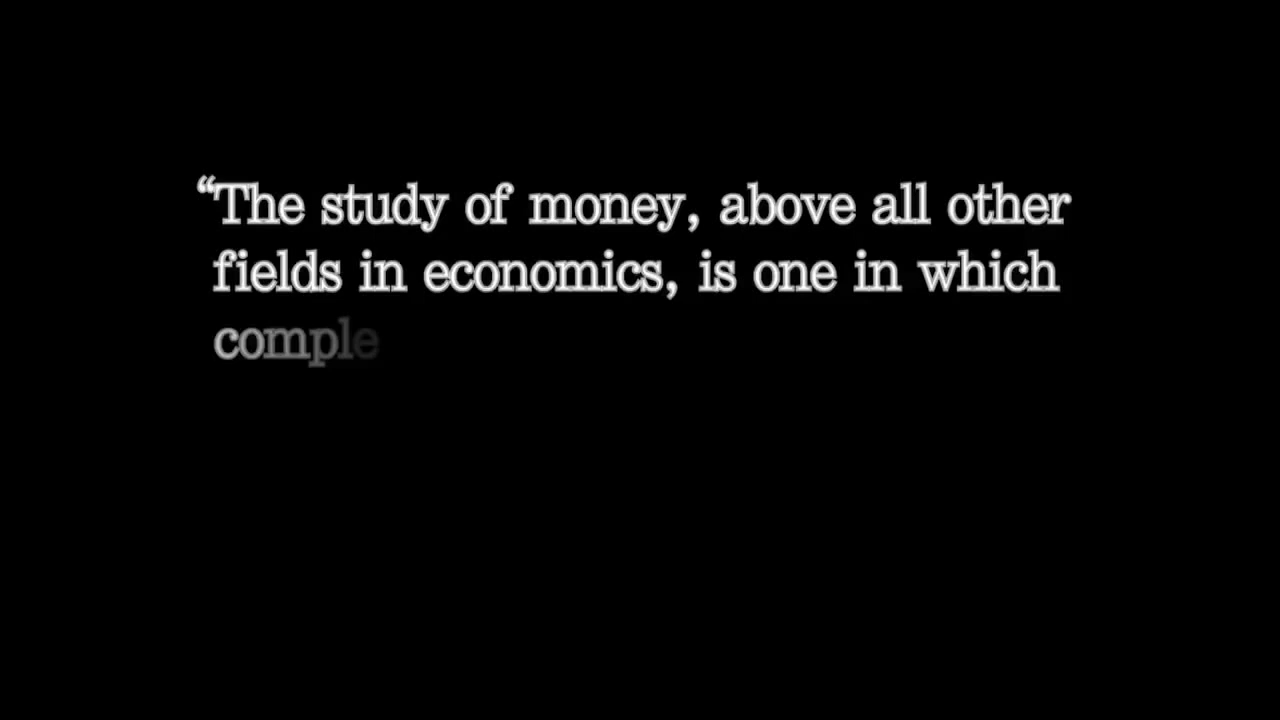 “The study of money, above all other
fields in economics, is one in which
comple